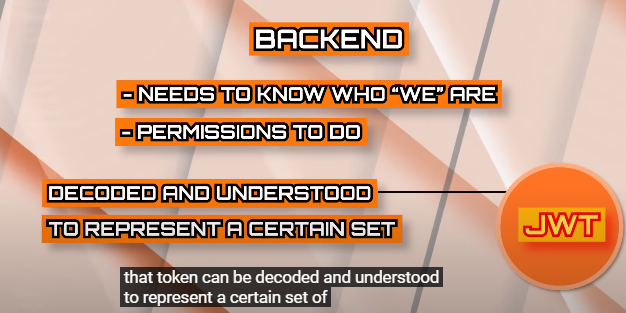 BACKEND
- NEEDS TO KNOW WHO “WE” ARE
- PERMISSIONS TO DO
DECODED AND UNDERSTOOD
TO REPRESENT A CERTAIN SET
JWT
that token can be decoded and understood
to represent a certain set of